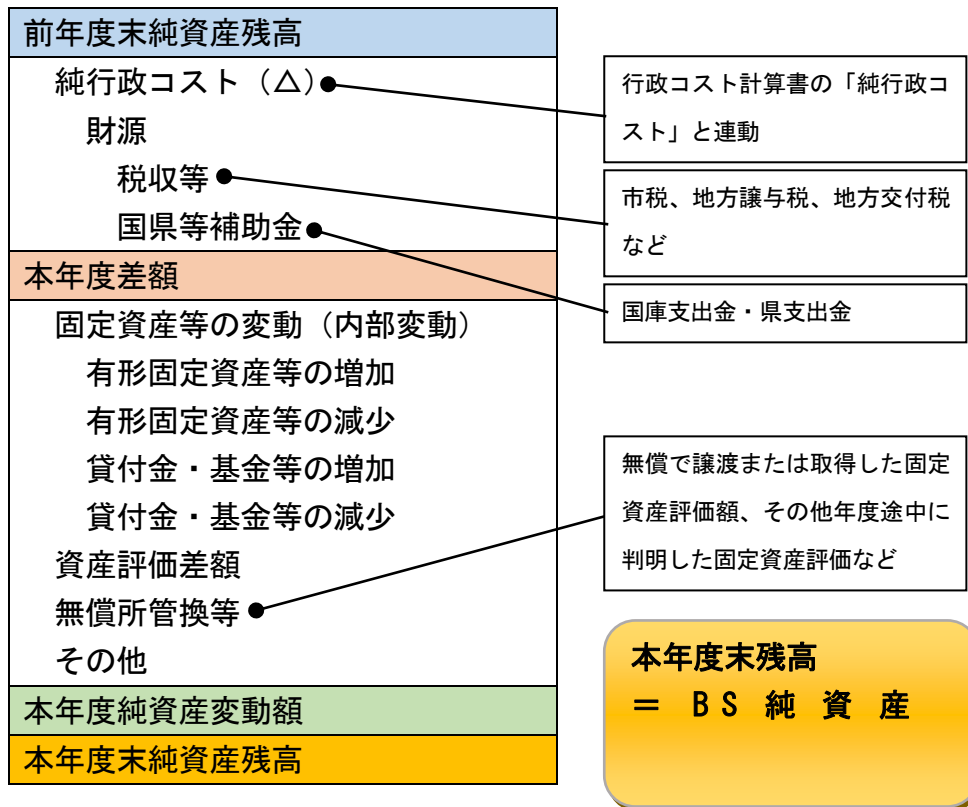 前年度末純資産残高
純行政コスト（△）
財源
税収等
国県等補助金
本年度差額
固定資産等の変動（内部変動）
有形固定資産等の増加
有形固定資産等の減少
貸付金・基金等の増加
貸付金・基金等の減少
資産評価差額
無償所管換等
その他
本年度純資産変動額
本年度末純資産残高
行政コスト計算書の「純行政コ
スト」と連動
市税、地方譲与税、地方交付税
など
国庫支出金・県支出金
無償で譲渡または取得した固定
資産評価額、その他年度途中に
判明した固定資産評価など
本年度末残高
＝ ＢＳ 純 資 産